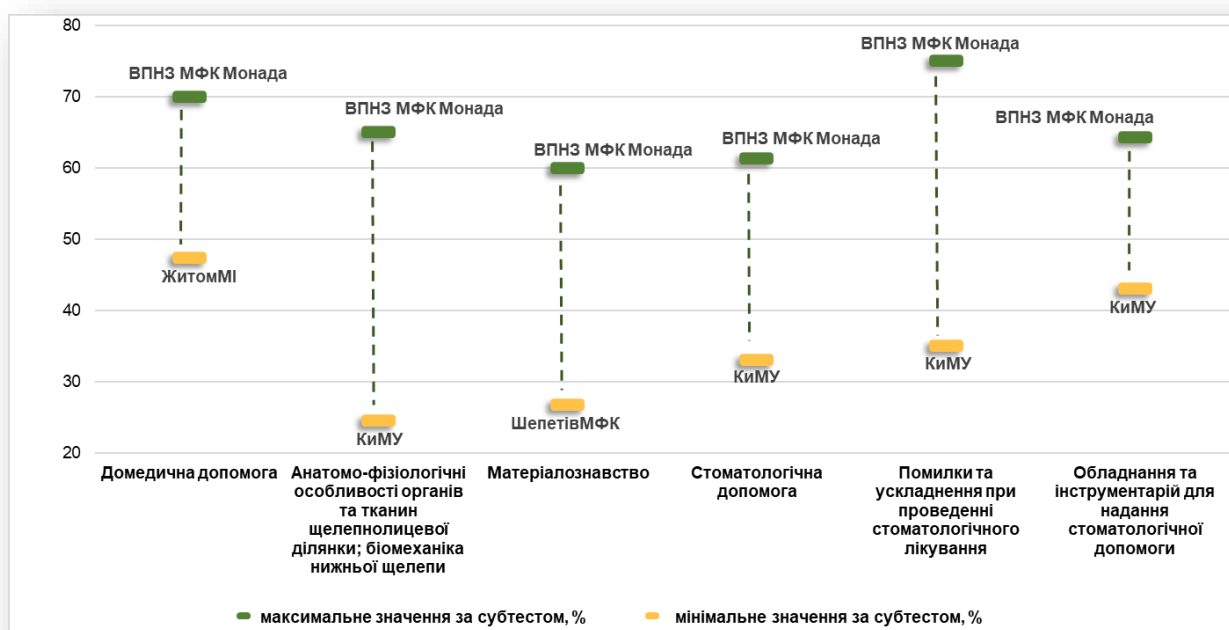 80
ВПНЗ МФК Монада
ВПНЗ МФК Монада
70
ВПНЗ МФК Монада
ВПНЗ МФК Монада
ВПНЗ МФК Монада
ВПНЗ МФК Монада
60
50
ЖитомМІ
40
КиМУ
30
КиМУ
КиМУ
ШепетівМФК
КиМУ
20
Домедична допомога
Анатомо-фізіологічні
особливості органів
та тканин
щелепнолицевої
ділянки; біомеханіка
нижньої щелепи
Матеріалознавство
Стоматологічна
допомога
Помилки та
ускладнення при
проведенні
стоматологічного
лікування
Обладнання та
інструментарій для
надання
стоматологічної
допомоги
максимальне значення за субтестом, %
мінімальне значення за субтестом, %